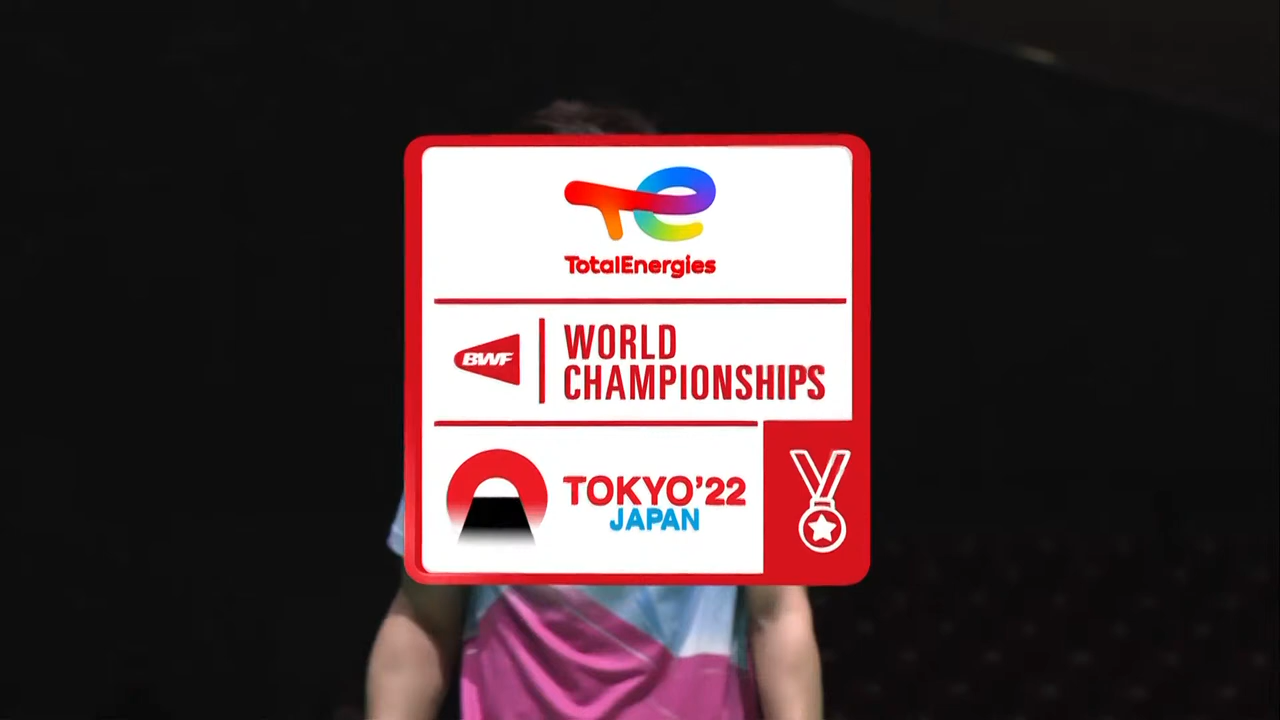 TotalEnergies
BWF
WORLD
CHAMPIONSHIPS
TOKYO’22
JAPAN